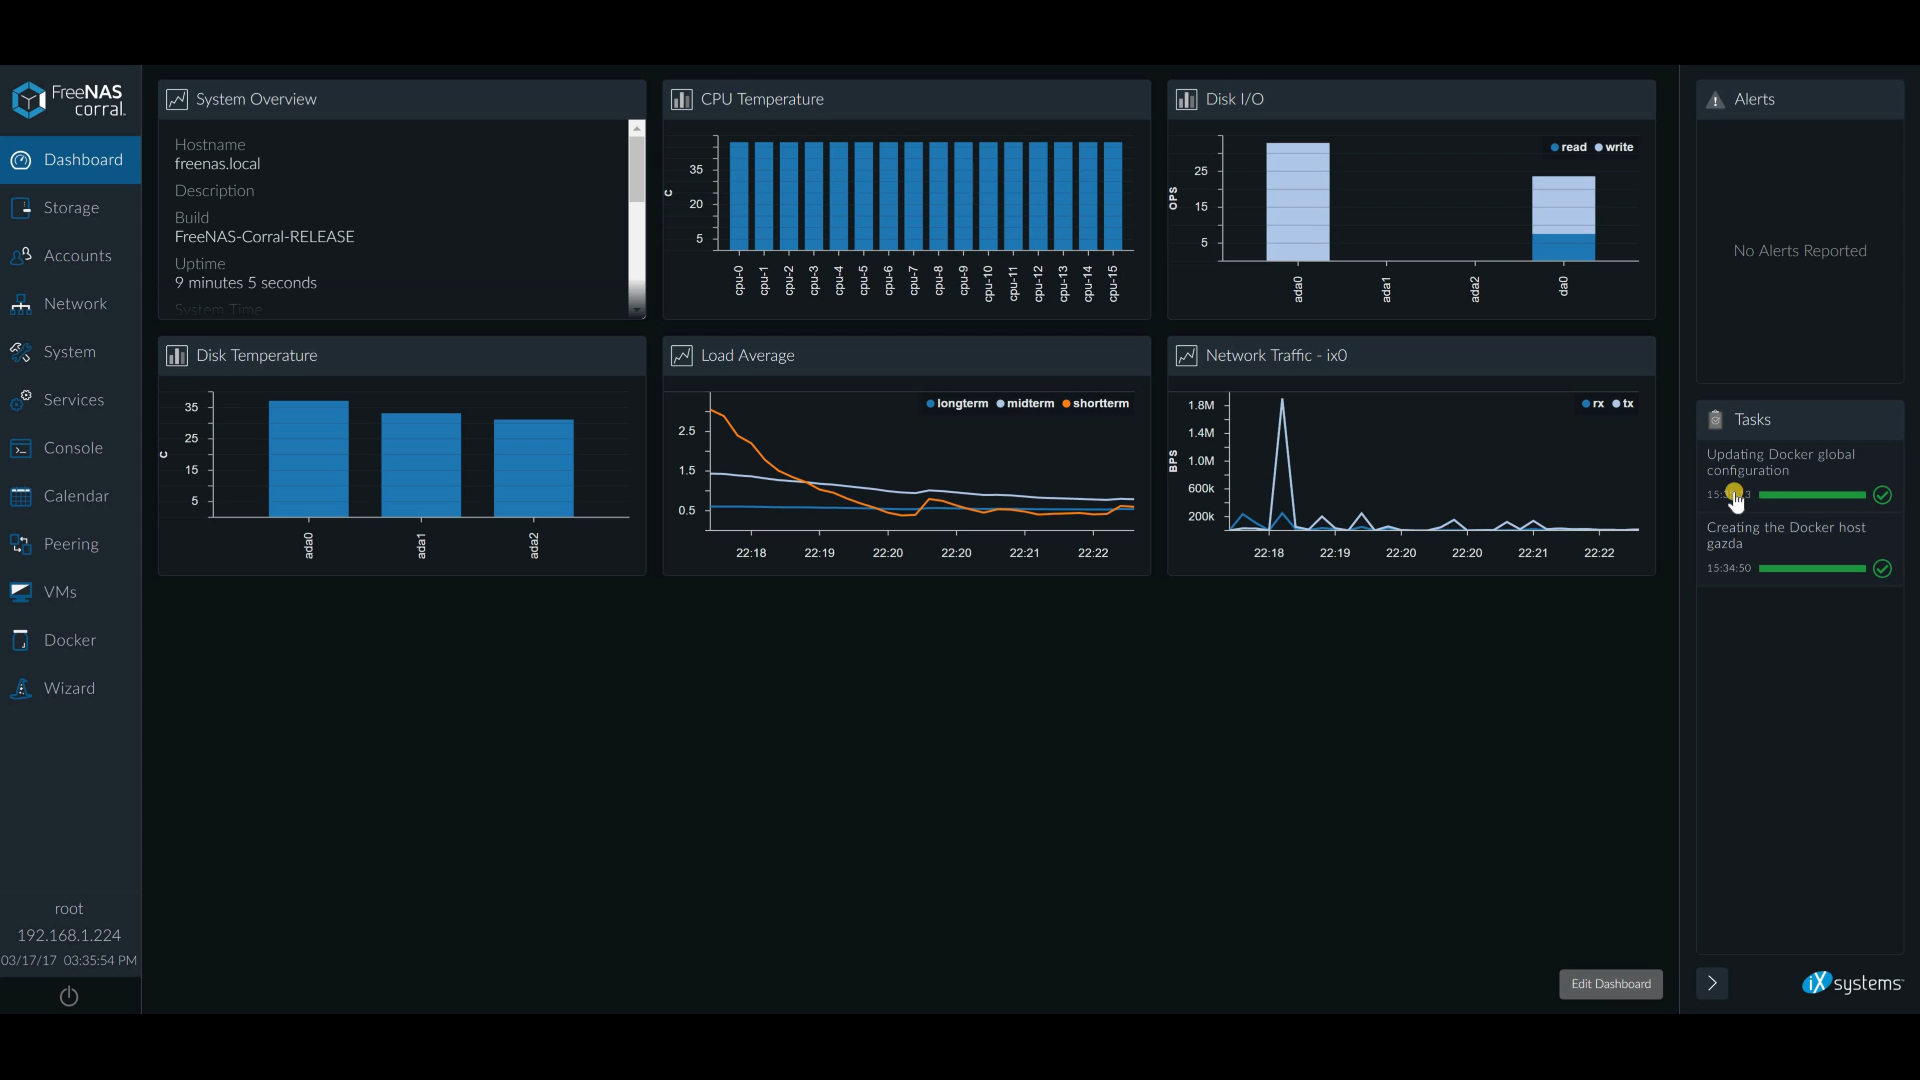 FreeNAS
corral.
Dashboard
Storage
Accounts
Network
System
Services
Console
Calendar
Peering
VMs
Docker
Wizard
root
192.168.1.224
03/17/17 03:35:54 PM
System Overview
Hostname
freenas.local
Description
Build
FreeNAS-Corral-RELEASE
Uptime
9 minutes 5 seconds
System Time
CPU Temperature
C
35
20
5
cpu-0
cpu-1
cpu-2
cpu-3
cpu-4
cpu-5
cpu-6
cpu-7
cpu-8
cpu-9
cpu-10
cpu-11
cpu-12
cpu-13
cpu-14
cpu-15
Disk I/O
read write
OPS
25
15
5
ada0
ada1
ada2
da0
Disk Temperature
C
35
25
15
5
ada0
ada1
ada2
Load Average
longterm midterm shortterm
2.5
1.5
0.5
22:18 22:19 22:20 22:20 22:21 22:22
Network Traffic - ix0
rx tx
BPS
1.8M
1.4M
1.0M
600k
200k
22:18 22:19 22:20 22:20 22:21 22:22
Edit Dashboard
Alerts
No Alerts Reported
Tasks
Updating Docker global
configuration
Creating the Docker host
gazda
15:34:50
iXsystems